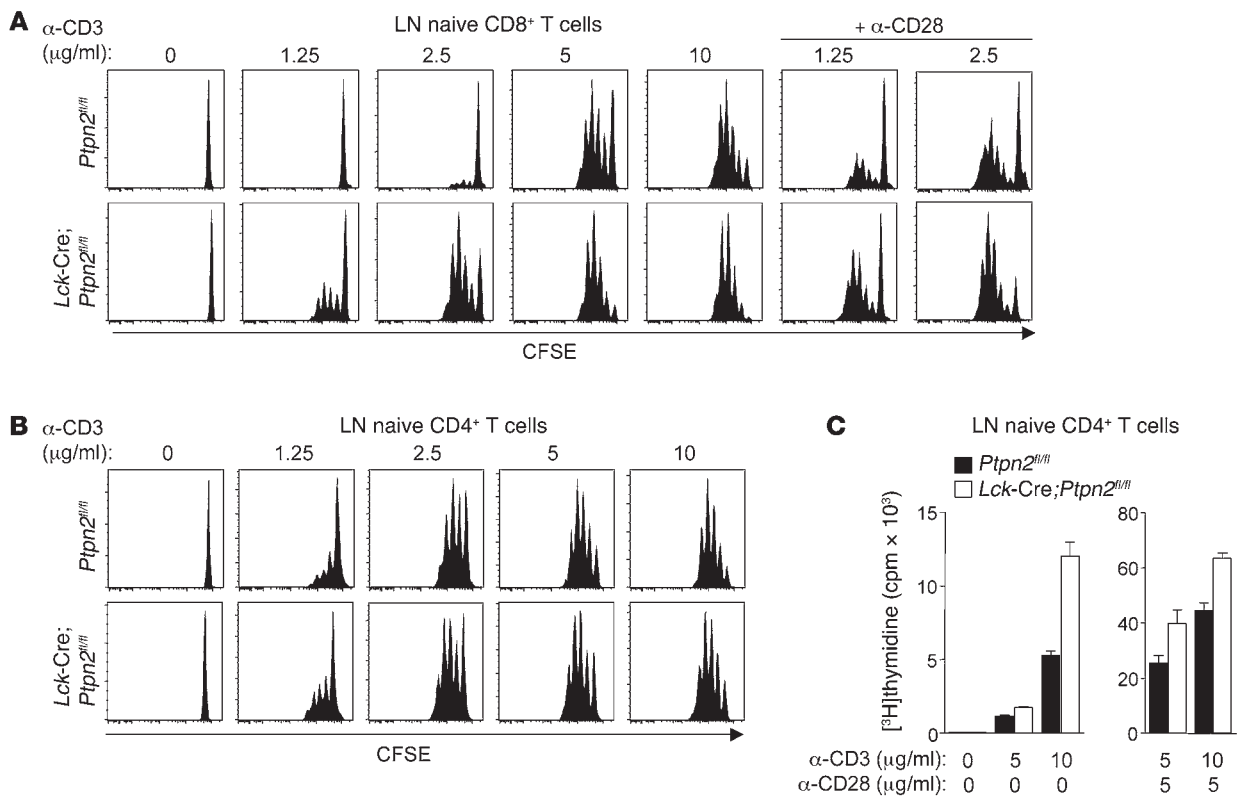 A
α-CD3
(μg/ml):
LN naive CD8⁺ T cells
+ α-CD28
0 1.25 2.5 5 10 1.25 2.5
Ptpn2fl/fl
Lck-Cre;
Ptpn2fl/fl
CFSE
B
α-CD3
(μg/ml):
LN naive CD4⁺ T cells
0 1.25 2.5 5 10
Ptpn2fl/fl
Lck-Cre;
Ptpn2fl/fl
CFSE
C
LN naive CD4⁺ T cells
Ptpn2fl/fl
Lck-Cre;Ptpn2fl/fl
[³H]thymidine (cpm × 10³)
15
10
5
0
80
60
40
20
0
α-CD3 (μg/ml): 0 5 10 5 10
α-CD28 (μg/ml): 0 0 0 5 5